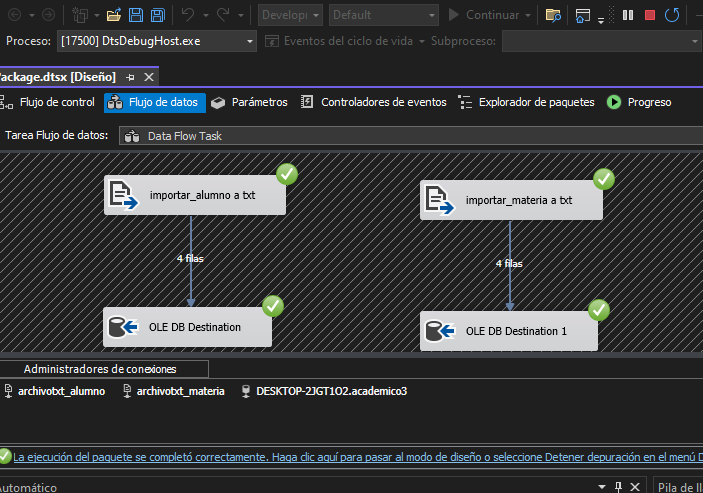 Developi
Default
Continuar
Proceso:
[17500] DtsDebugHost.exe
Eventos del ciclo de vida
Subproceso:
Package.dtsx [Diseño]
Flujo de control
Flujo de datos
Parámetros
Controladores de eventos
Explorador de paquetes
Progreso
Tarea Flujo de datos:
Data Flow Task
importar_alumno a txt
importar_materia a txt
4 filas
4 filas
OLE DB Destination
OLE DB Destination 1
Administradores de conexiones
archivotxt_alumno
archivotxt_materia
DESKTOP-2JGT1O2.academico3
La ejecución del paquete se completó correctamente. Haga clic aquí para pasar al modo de diseño o seleccione Detener depuración en el menú D
Automático
Pila de ll